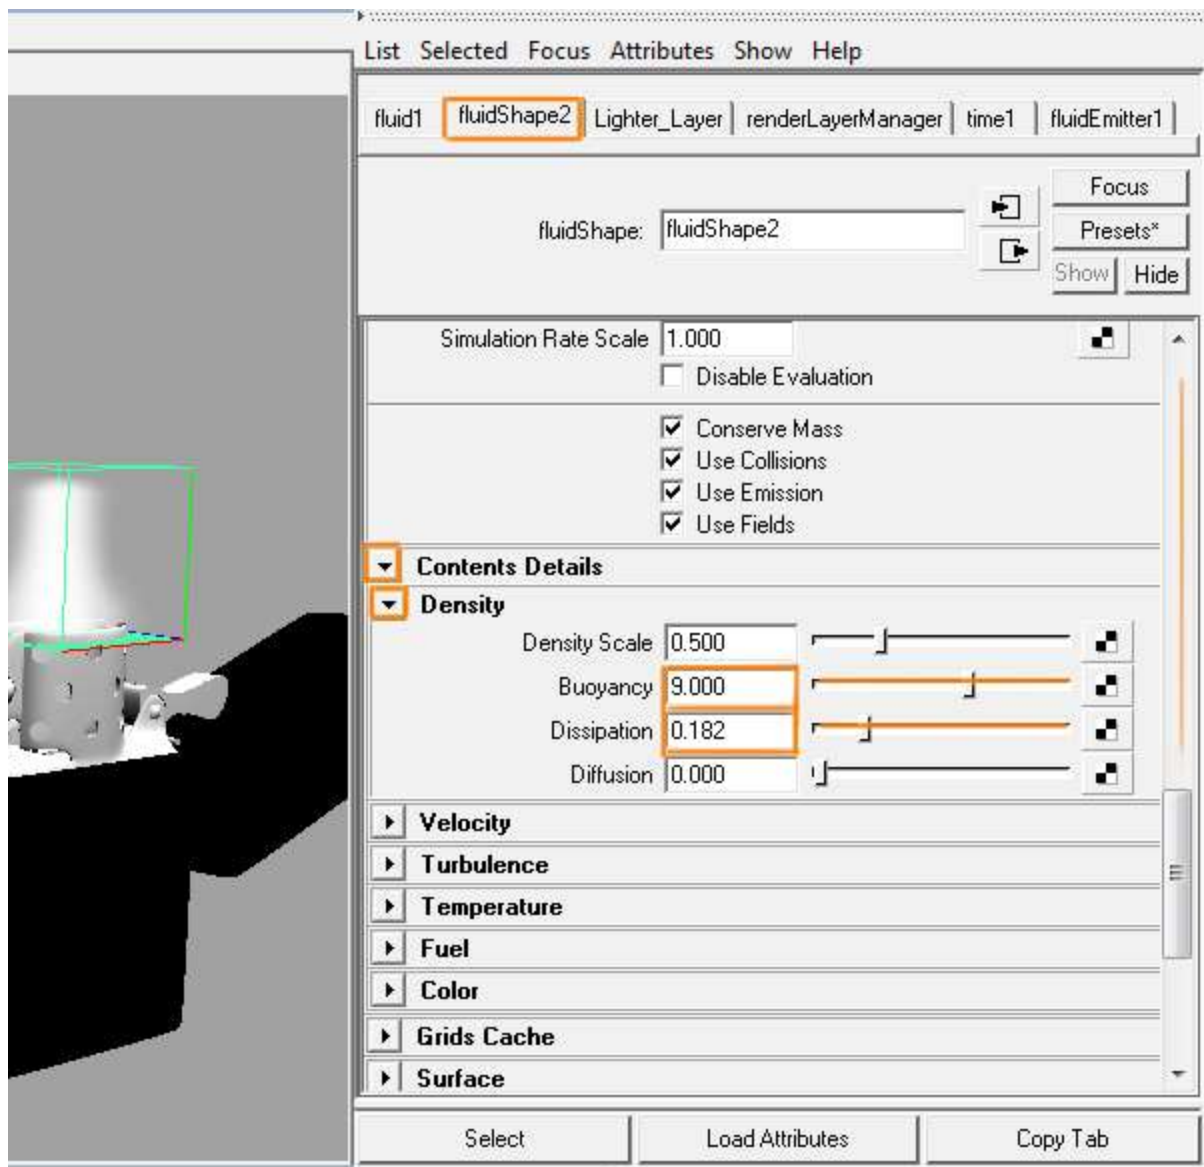 List Selected Focus Attributes Show Help
fluid1 fluidShape2 Lighter_Layer renderLayerManager time1 fluidEmitter1
Focus
fluidShape: fluidShape2
Presets*
Show Hide
Simulation Rate Scale 1.000
Disable Evaluation
Conserve Mass
Use Collisions
Use Emission
Use Fields
Contents Details
Density
Density Scale 0.500
Buoyancy 9.000
Dissipation 0.182
Diffusion 0.000
Velocity
Turbulence
Temperature
Fuel
Color
Grids Cache
Surface
Select Load Attributes Copy Tab